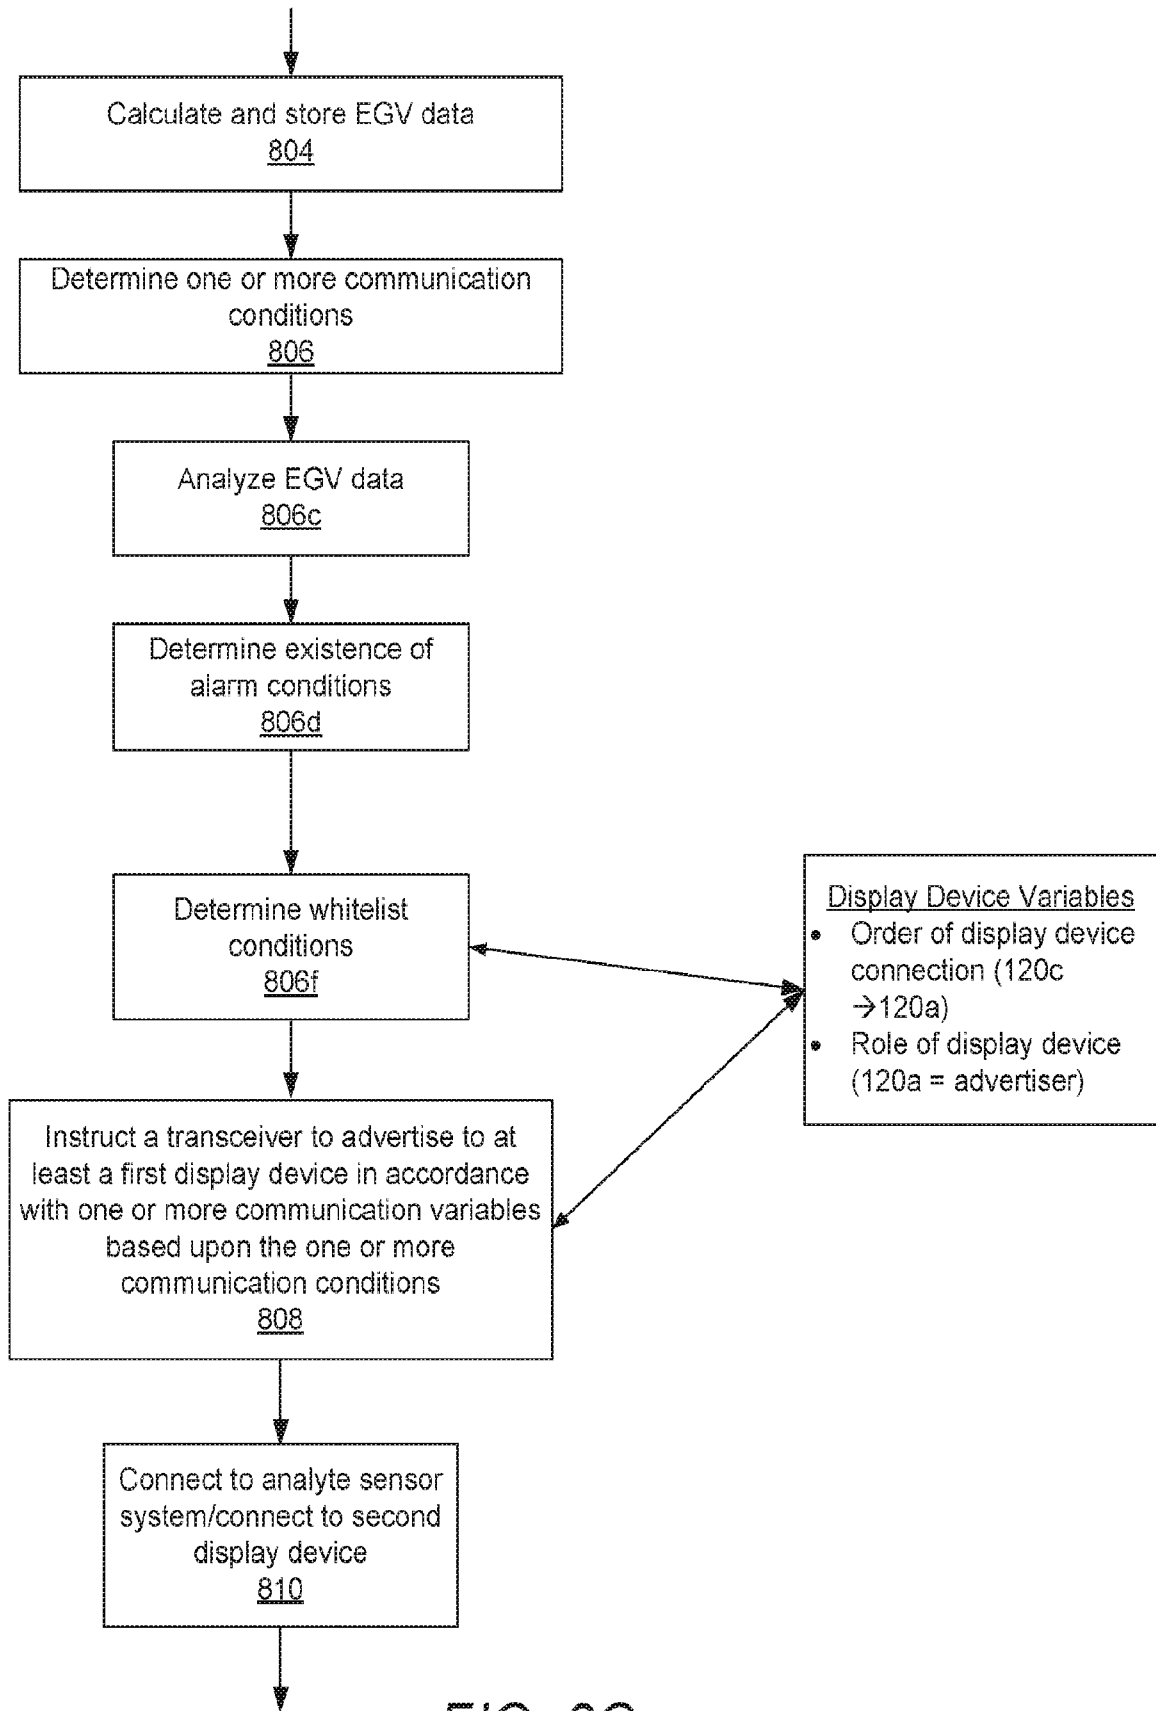 Calculate and store EGV data
804
Determine one or more communication
conditions
806
Analyze EGV data
806c
Determine existence of
alarm conditions
806d
Determine whitelist
conditions
806f
Display Device Variables
• Order of display device
connection (120c
→120a)
• Role of display device
(120a = advertiser)
Instruct a transceiver to advertise to at
least a first display device in accordance
with one or more communication variables
based upon the one or more
communication conditions
808
Connect to analyte sensor
system/connect to second
display device
810